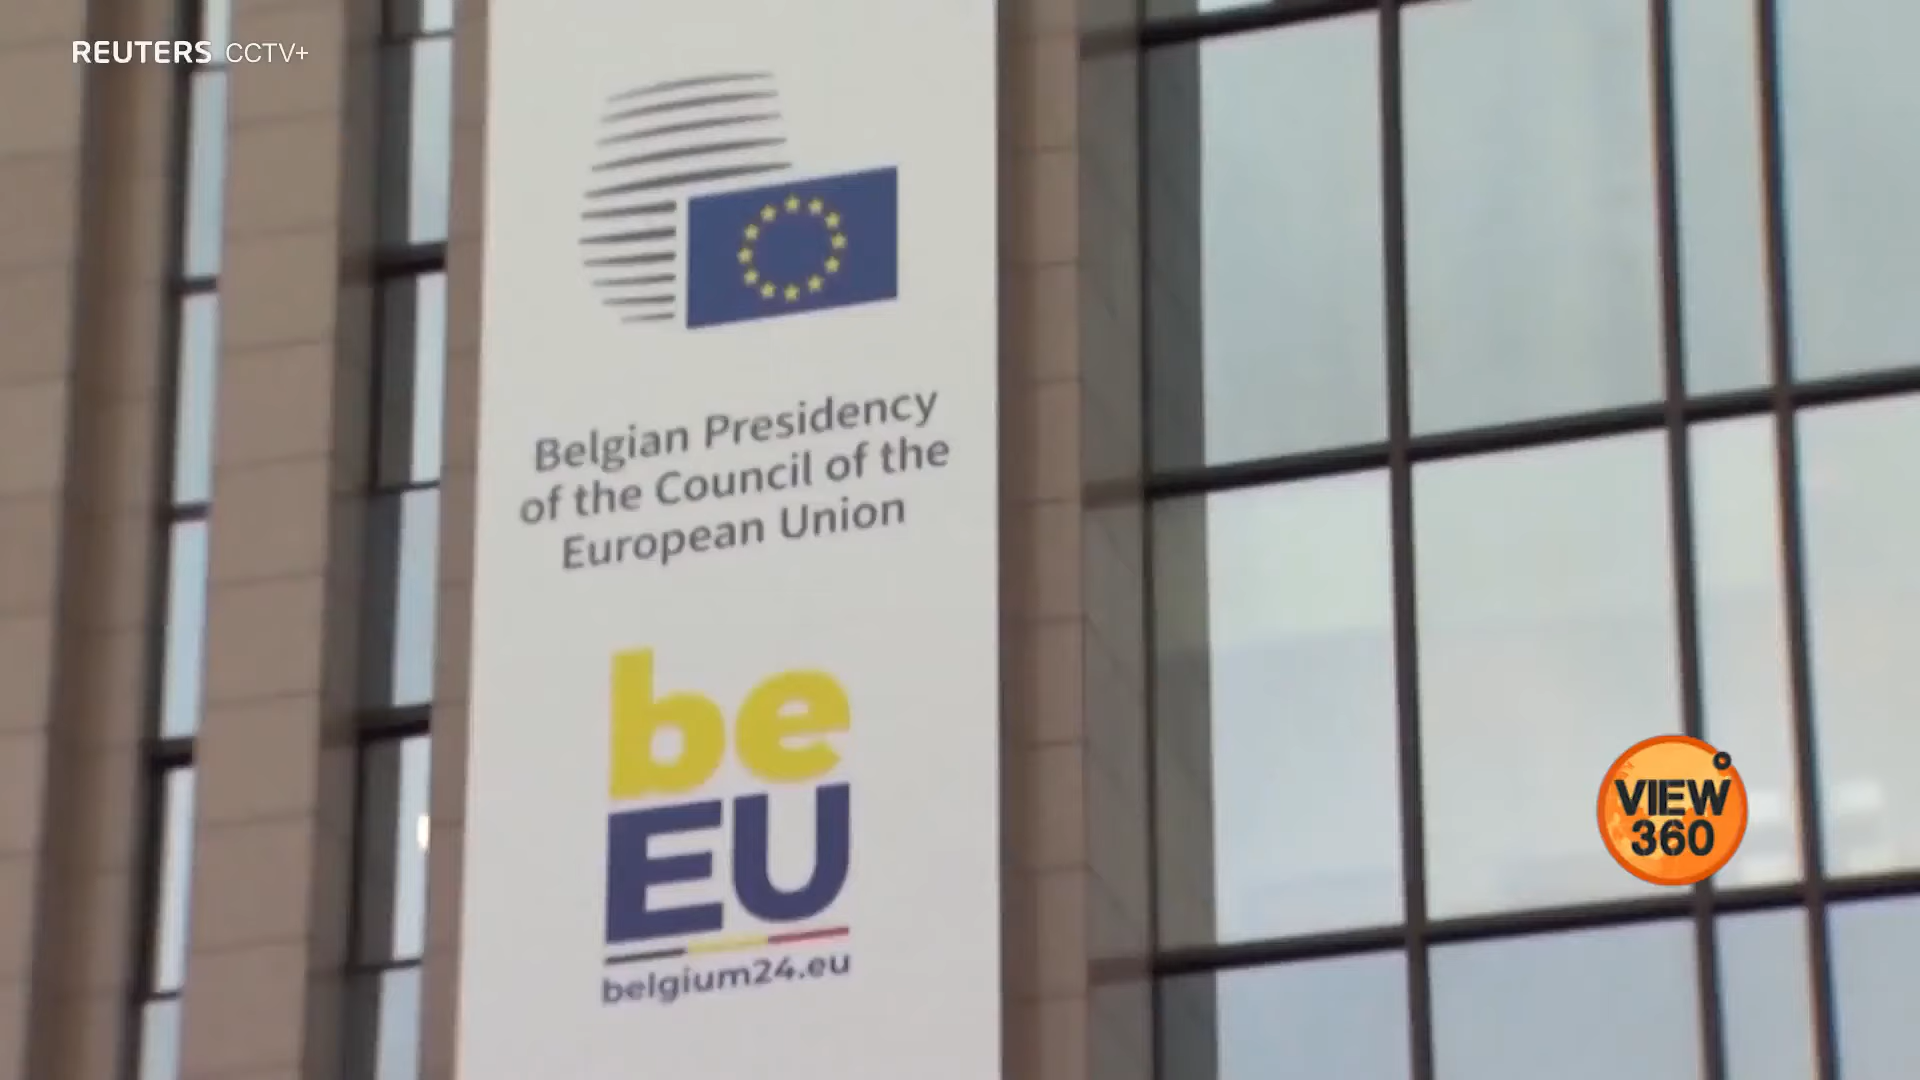 REUTERS CCTV+
Belgian Presidency
of the Council of the
European Union
be
EU
belgium24.eu
VIEW°
360